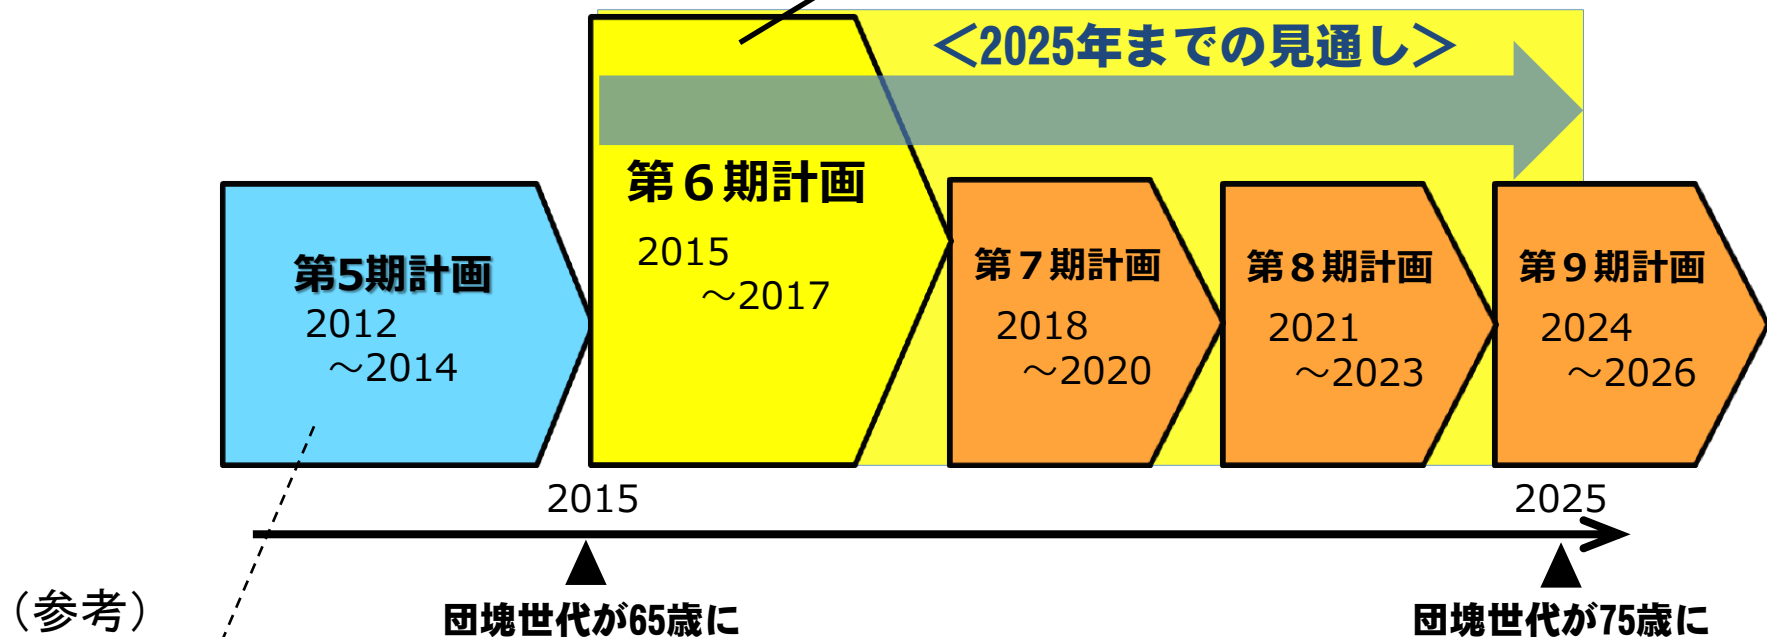 ＜2025年までの見通し＞
第5期計画
2012
～2014
第６期計画
2015
～2017
第７期計画
2018
～2020
第８期計画
2021
～2023
第９期計画
2024
～2026
2015
2025
団塊世代が65歳に
団塊世代が75歳に
（参考）